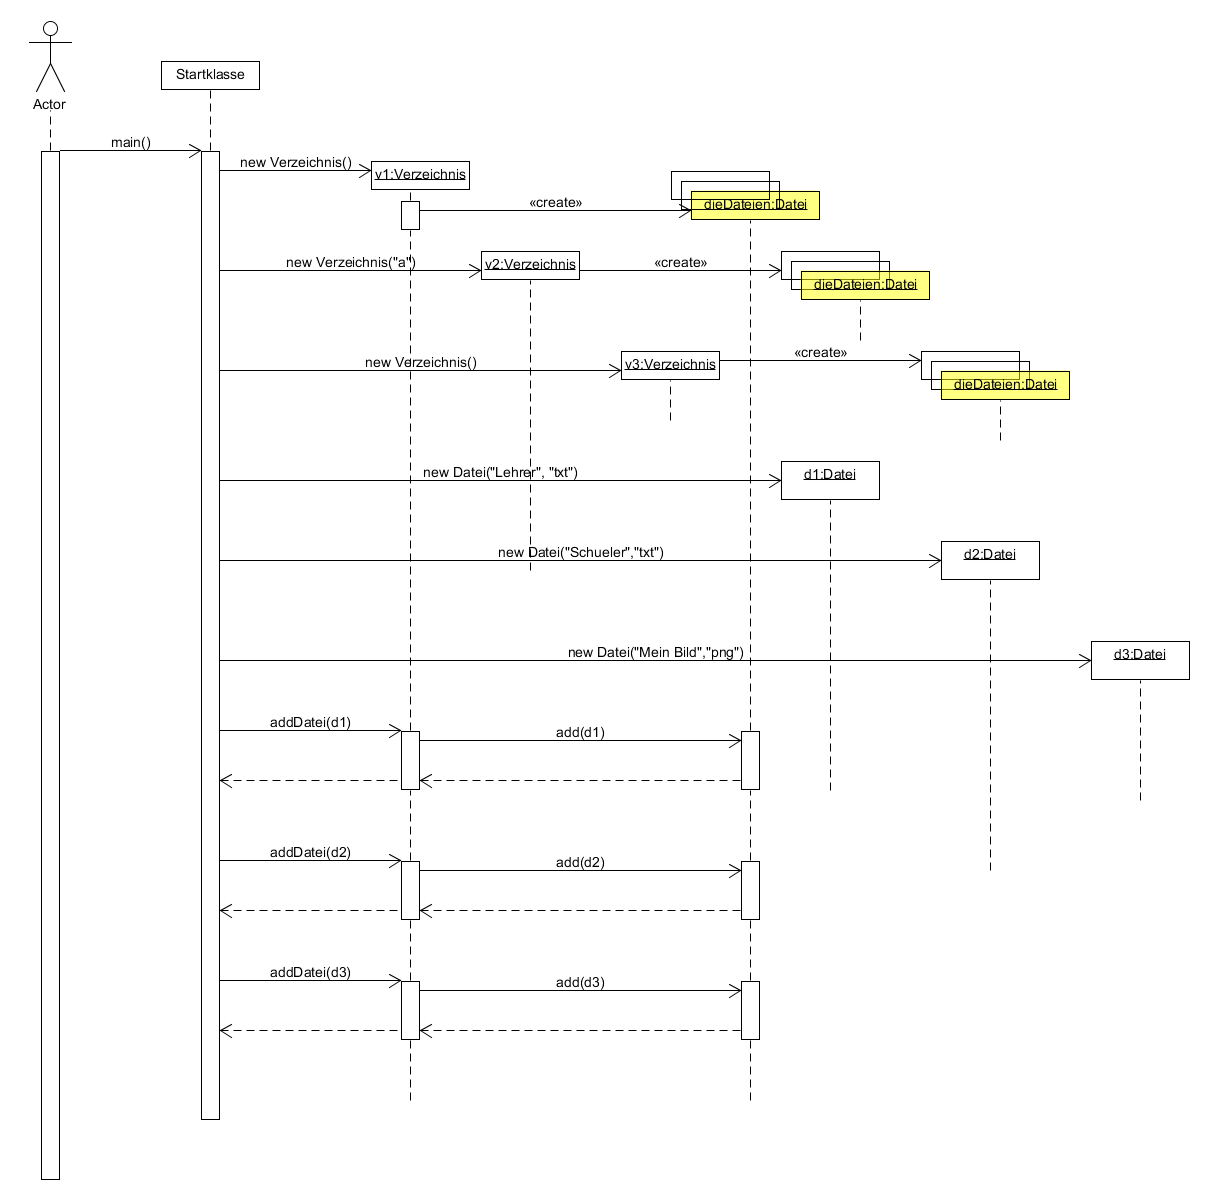 Actor
Startklasse
main()
new Verzeichnis()
v1:Verzeichnis
«create»
dieDateien:Datei
new Verzeichnis("a")
v2:Verzeichnis
«create»
dieDateien:Datei
new Verzeichnis()
v3:Verzeichnis
«create»
dieDateien:Datei
new Datei("Lehrer", "txt")
d1:Datei
new Datei("Schueler","txt")
d2:Datei
new Datei("Mein Bild","png")
d3:Datei
addDatei(d1)
add(d1)
addDatei(d2)
add(d2)
addDatei(d3)
add(d3)